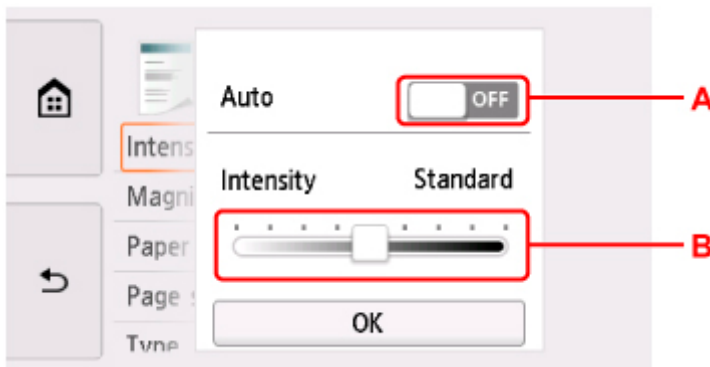 Auto
OFF
A
Intens
Intensity
Standard
Magni
B
Paper
Page
OK
Type